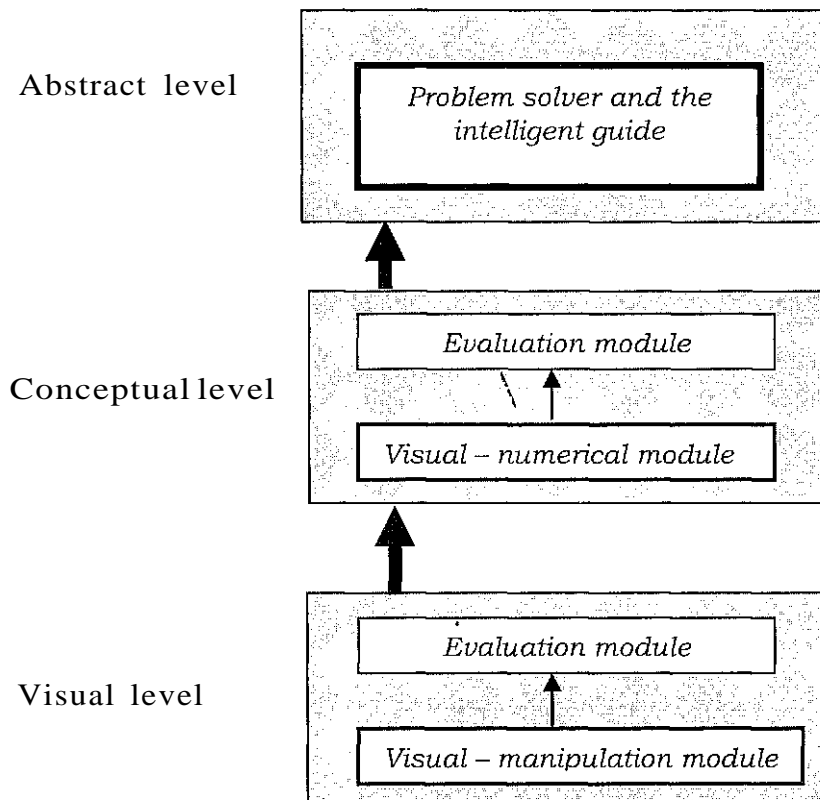 Abstract level
Problem solver and the
intelligent guide
Evaluation module
Conceptual level
Visual – numerical module
Evaluation module
Visual level
Visual – manipulation module